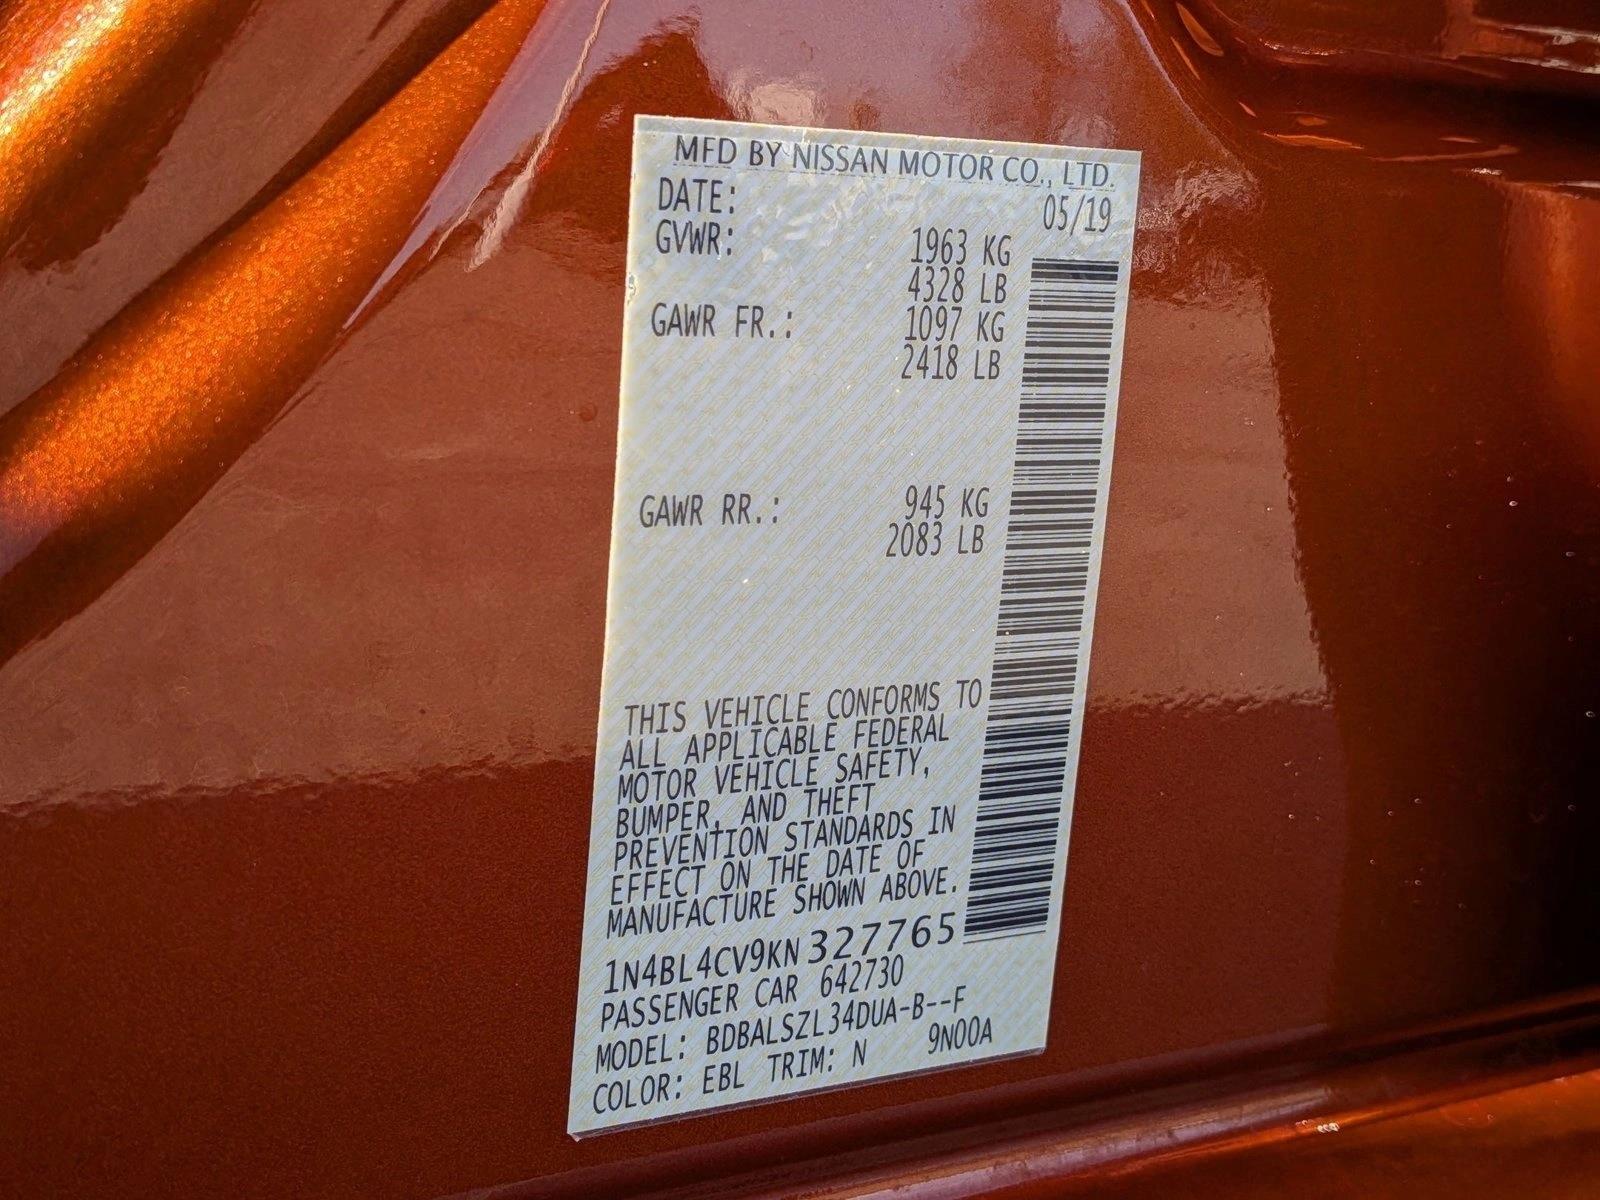 MFD BY NISSAN MOTOR CO., LTD.
DATE: 05/19
GVWR: 1963 KG
4328 LB
GAWR FR.: 1097 KG
2418 LB
GAWR RR.: 945 KG
2083 LB
THIS VEHICLE CONFORMS TO
ALL APPLICABLE FEDERAL
MOTOR VEHICLE SAFETY,
BUMPER, AND THEFT
PREVENTION STANDARDS IN
EFFECT ON THE DATE OF
MANUFACTURE SHOWN ABOVE.
1N4BL4CV9KN327765
PASSENGER CAR 642730
MODEL: BDBALSZL34DUA-B--F
COLOR: EBL TRIM: N 9N00A